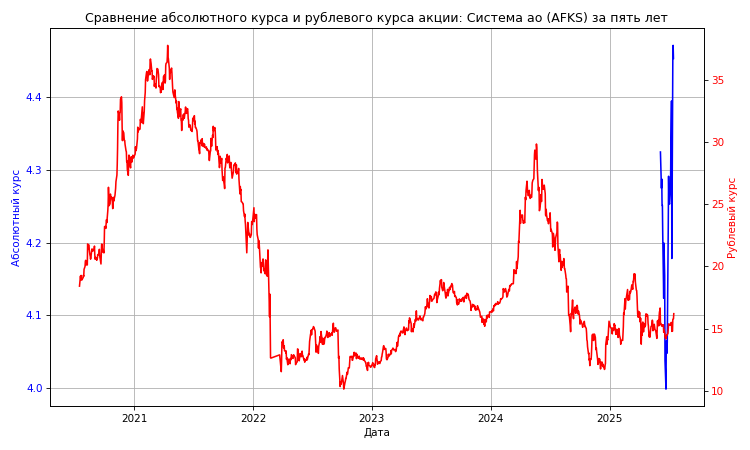 Сравнение абсолютного курса и рублевого курса акции: Система ао (AFKS) за пять лет
Абсолютный курс
4.4
4.3
4.2
4.1
4.0
35
30
25
20
15
10
Рублевый курс
2021 2022 2023 2024 2025
Дата